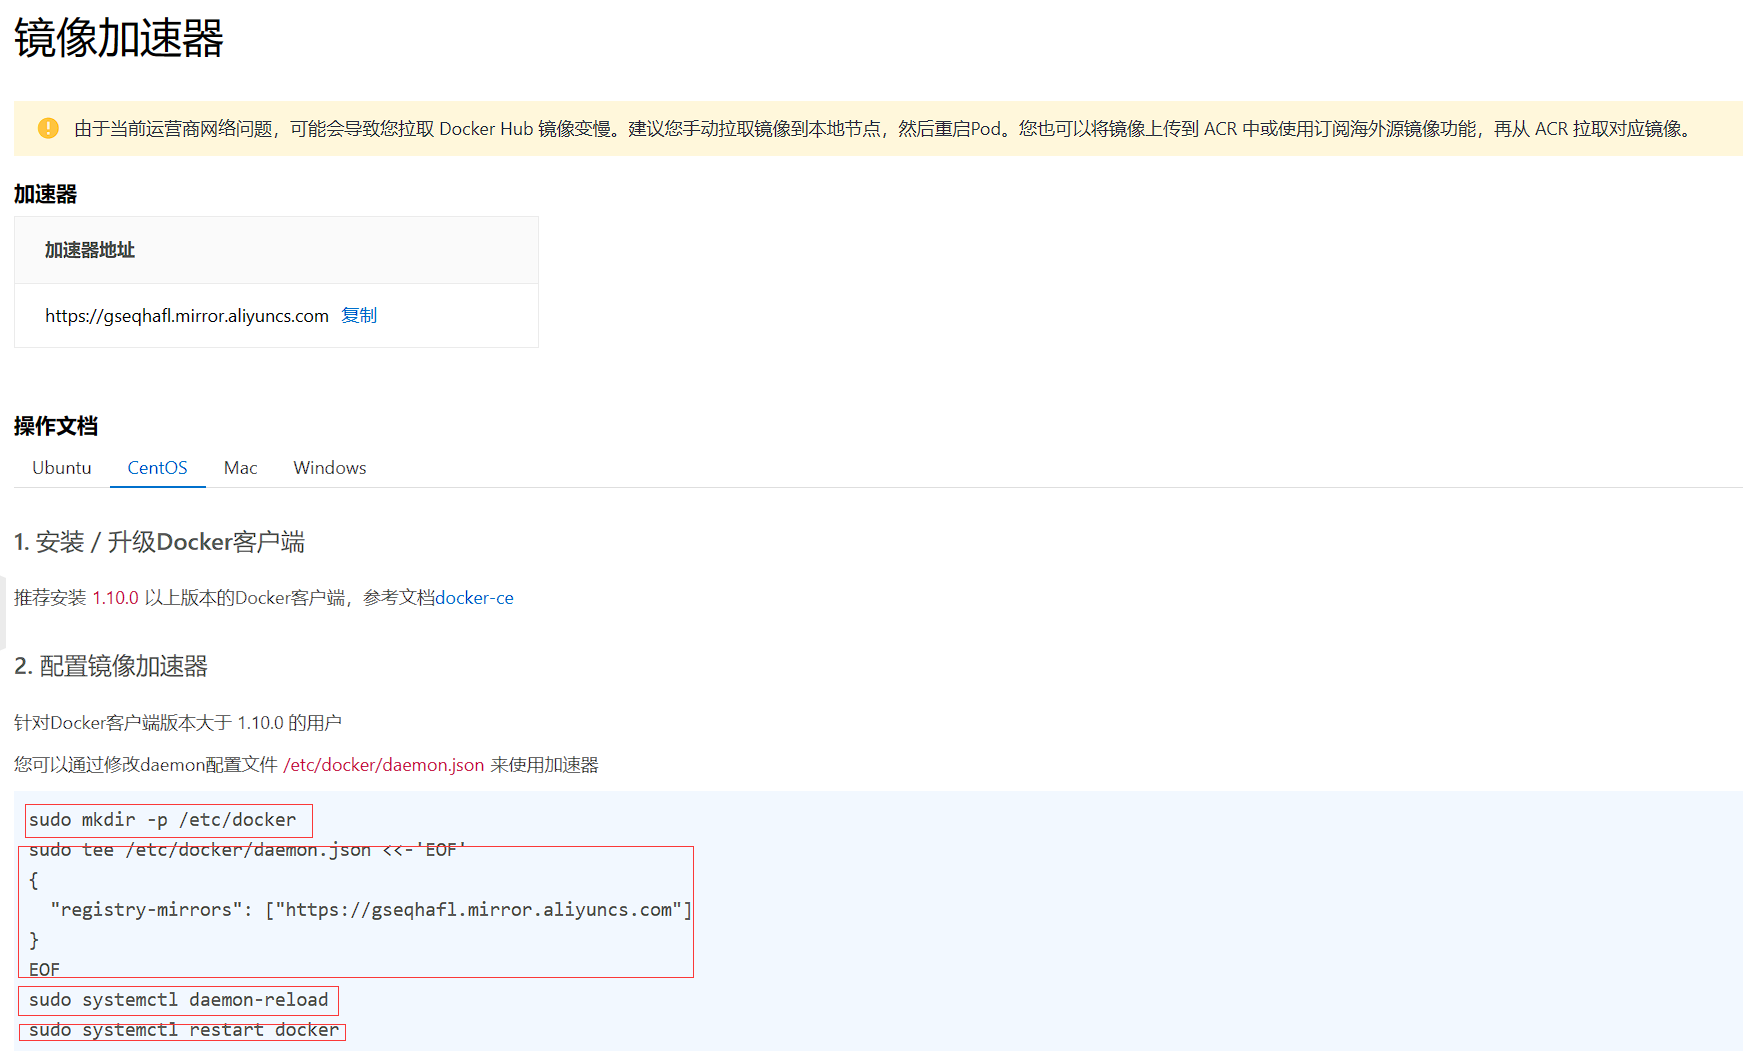 镜像加速器
由于当前运营商网络问题，可能会导致您拉取 Docker Hub 镜像变慢。建议您手动拉取镜像到本地节点，然后重启Pod。您也可以将镜像上传到 ACR 中或使用订阅海外源镜像功能，再从 ACR 拉取对应镜像。
加速器
加速器地址
https://gseqhafl.mirror.aliyuncs.com 复制
操作文档
Ubuntu CentOS Mac Windows
1. 安装 / 升级Docker客户端
推荐安装 1.10.0 以上版本的Docker客户端，参考文档docker-ce
2. 配置镜像加速器
针对Docker客户端版本大于 1.10.0 的用户
您可以通过修改daemon配置文件 /etc/docker/daemon.json 来使用加速器
sudo mkdir -p /etc/docker
sudo tee /etc/docker/daemon.json <<-'EOF'
{
  "registry-mirrors": ["https://gseqhafl.mirror.aliyuncs.com"]
}
EOF
sudo systemctl daemon-reload
sudo systemctl restart docker